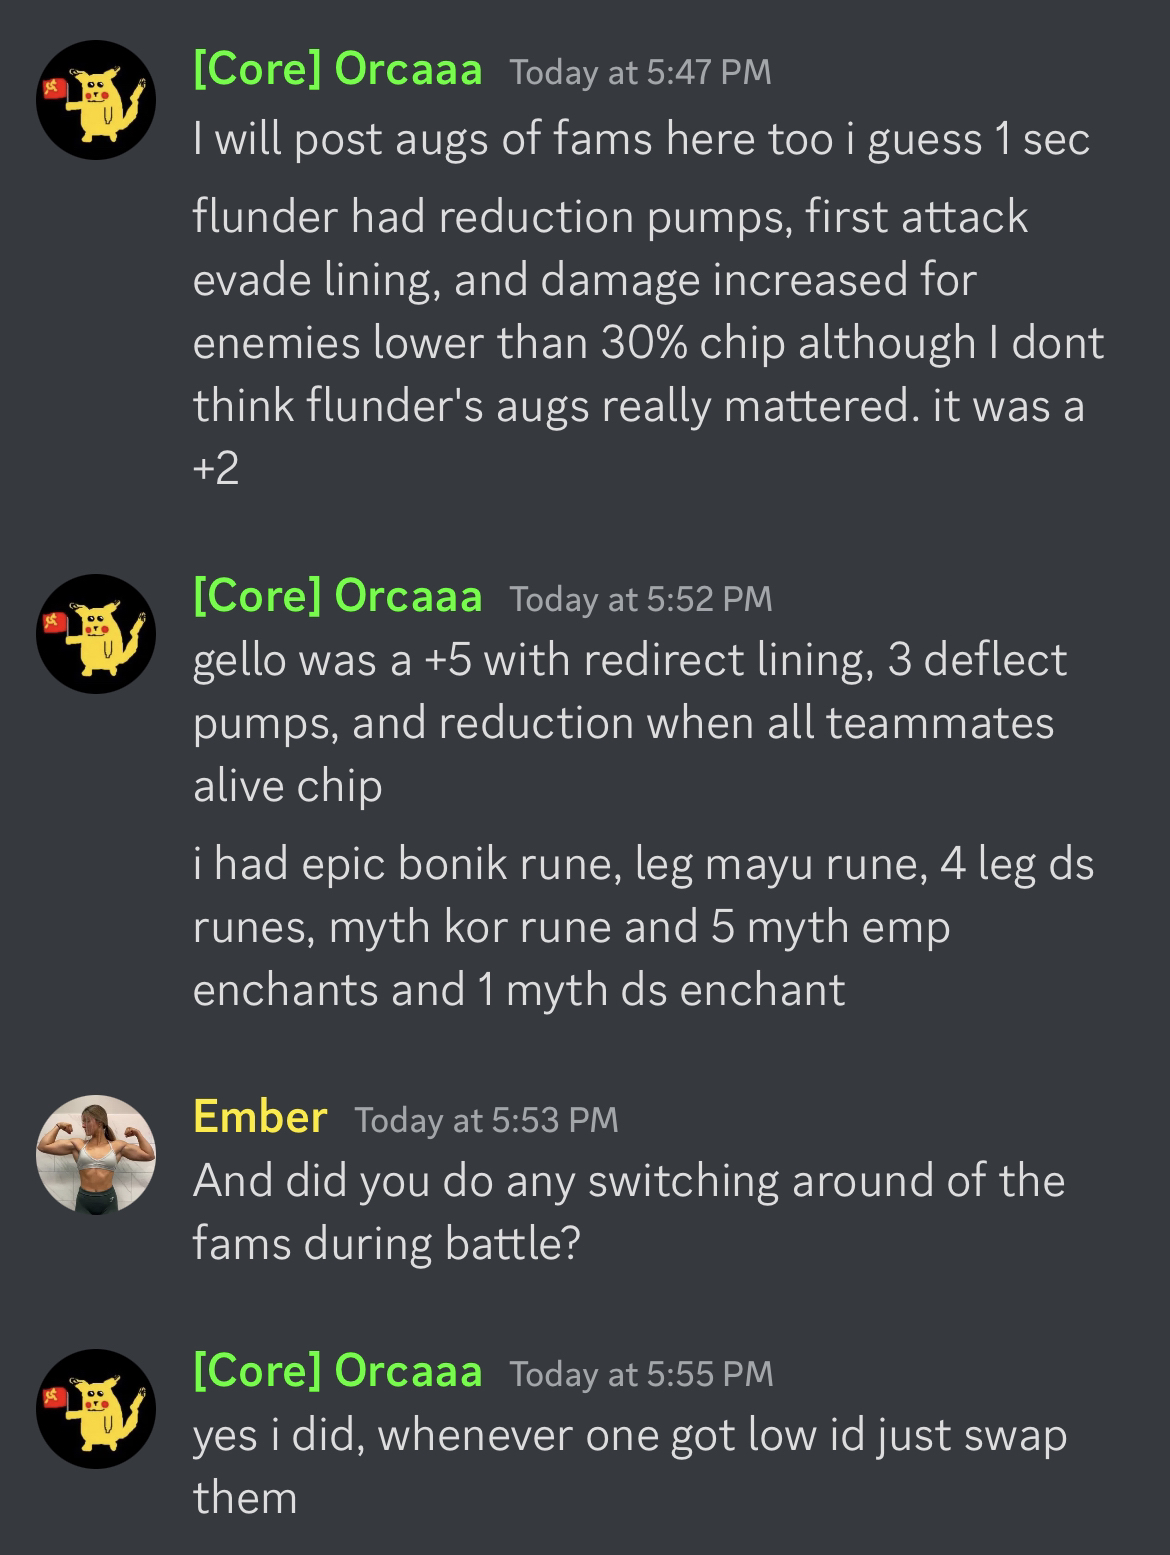 [Core] Orcaaa Today at 5:47 PM
I will post augs of fams here too i guess 1 sec
flunder had reduction pumps, first attack
evade lining, and damage increased for
enemies lower than 30% chip although I dont
think flunder's augs really mattered. it was a
+2
[Core] Orcaaa Today at 5:52 PM
gello was a +5 with redirect lining, 3 deflect
pumps, and reduction when all teammates
alive chip
i had epic bonik rune, leg mayu rune, 4 leg ds
runes, myth kor rune and 5 myth emp
enchants and 1 myth ds enchant
Ember Today at 5:53 PM
And did you do any switching around of the
fams during battle?
[Core] Orcaaa Today at 5:55 PM
yes i did, whenever one got low id just swap
them